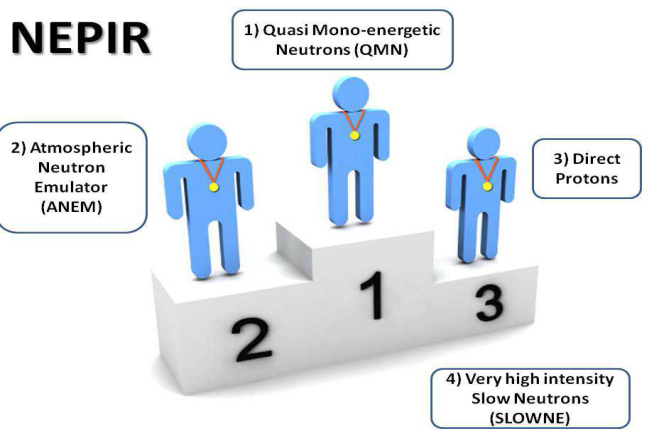 NEPIR
1) Quasi Mono-energetic
Neutrons (QMN)
2) Atmospheric
Neutron
Emulator
(ANEM)
3) Direct
Protons
2
1
3
4) Very high intensity
Slow Neutrons
(SLOWNE)